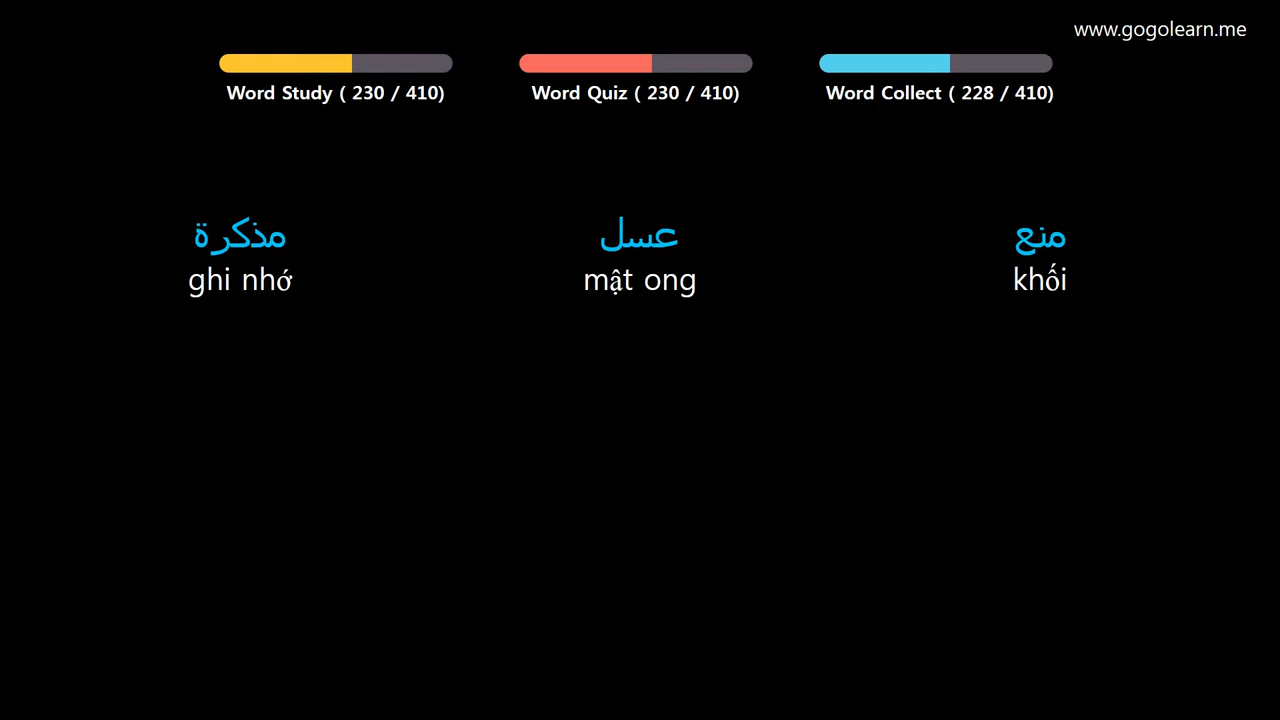 www.gogolearn.me
Word Study ( 230 / 410)
Word Quiz ( 230 / 410)
Word Collect ( 228 / 410)
مذكرة
ghi nhớ
عسل
mật ong
منع
khối